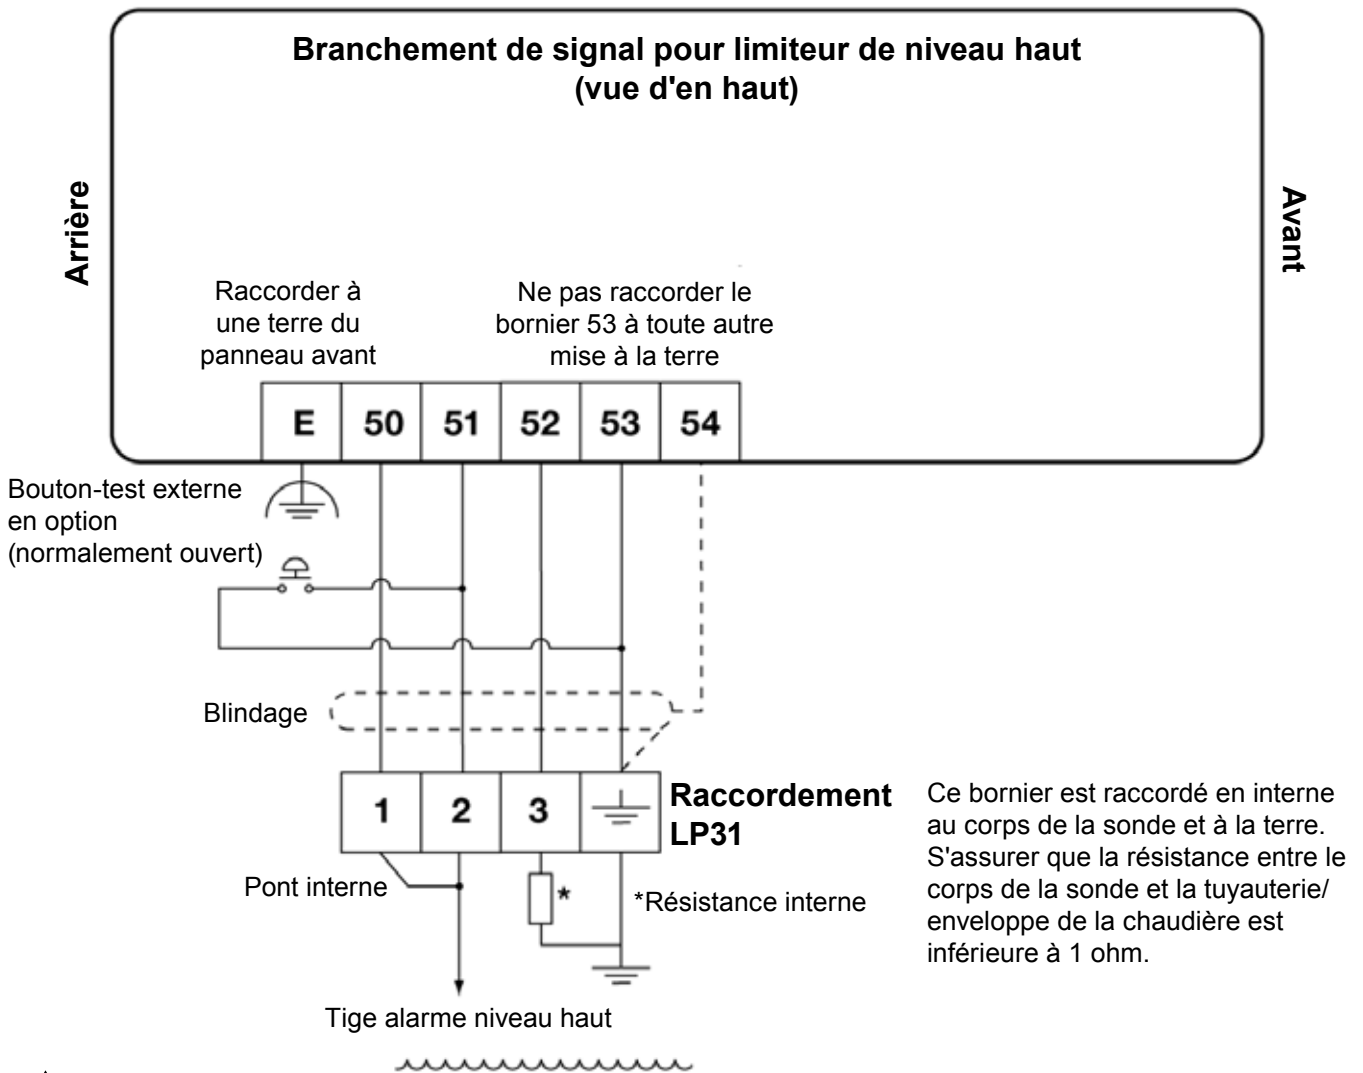 Branchement de signal pour limiteur de niveau haut
(vue d'en haut)
Arrière
Avant
Raccorder à
une terre du
panneau avant
Ne pas raccorder le
bornier 53 à toute autre
mise à la terre
E 50 51 52 53 54
Bouton-test externe
en option
(normalement ouvert)
Blindage
1 2 3
Raccordement
LP31
Ce bornier est raccordé en interne
au corps de la sonde et à la terre.
S'assurer que la résistance entre le
corps de la sonde et la tuyauterie/
enveloppe de la chaudière est
inférieure à 1 ohm.
Pont interne
*
*Résistance interne
Tige alarme niveau haut